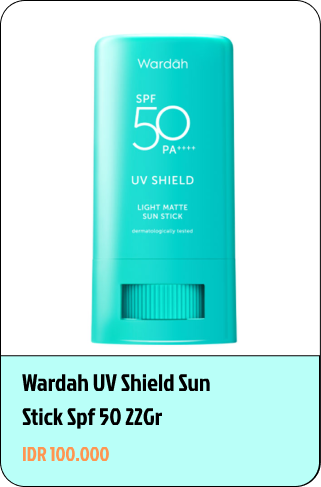 Wardah
SPF
50
PA++++
UV SHIELD
LIGHT MATTE
SUN STICK
dermatologically tested
Wardah UV Shield Sun
Stick Spf 50 22Gr
IDR 100.000